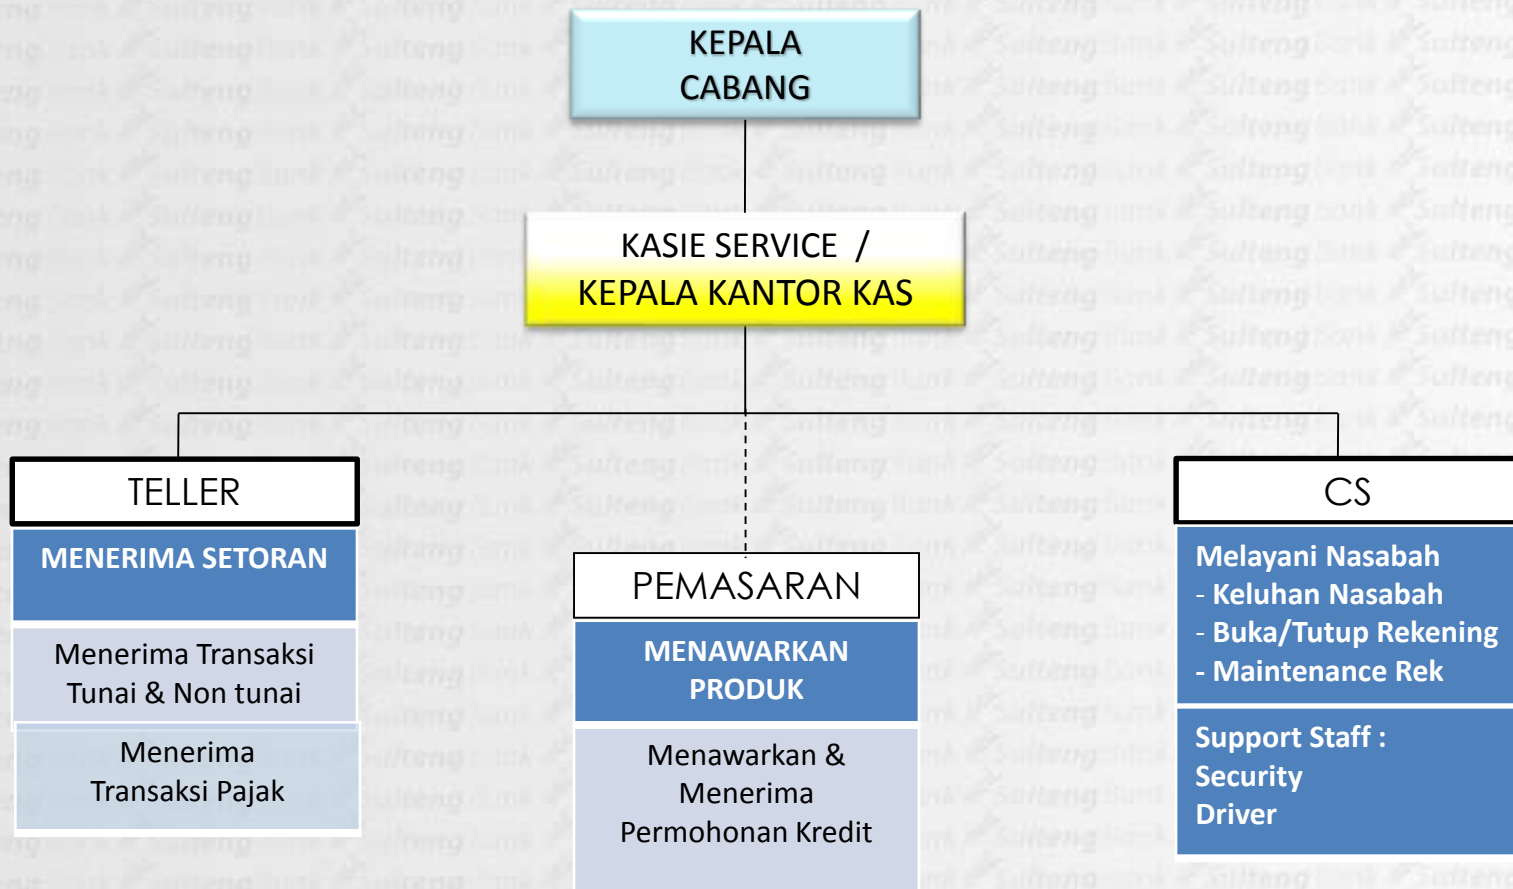 KEPALA
CABANG
KASIE SERVICE /
KEPALA KANTOR KAS
TELLER
MENERIMA SETORAN
Menerima Transaksi
Tunai & Non tunai
Menerima
Transaksi Pajak
PEMASARAN
MENAWARKAN
PRODUK
Menawarkan &
Menerima
Permohonan Kredit
CS
Melayani Nasabah
- Keluhan Nasabah
- Buka/Tutup Rekening
- Maintenance Rek
Support Staff :
Security
Driver